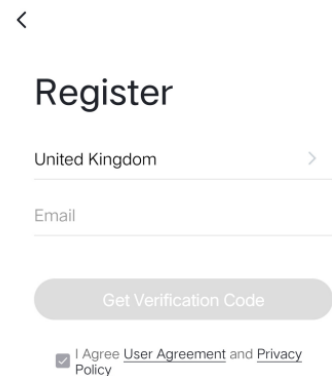 Register
United Kingdom
Email
Get Verification Code
I Agree User Agreement and Privacy
Policy